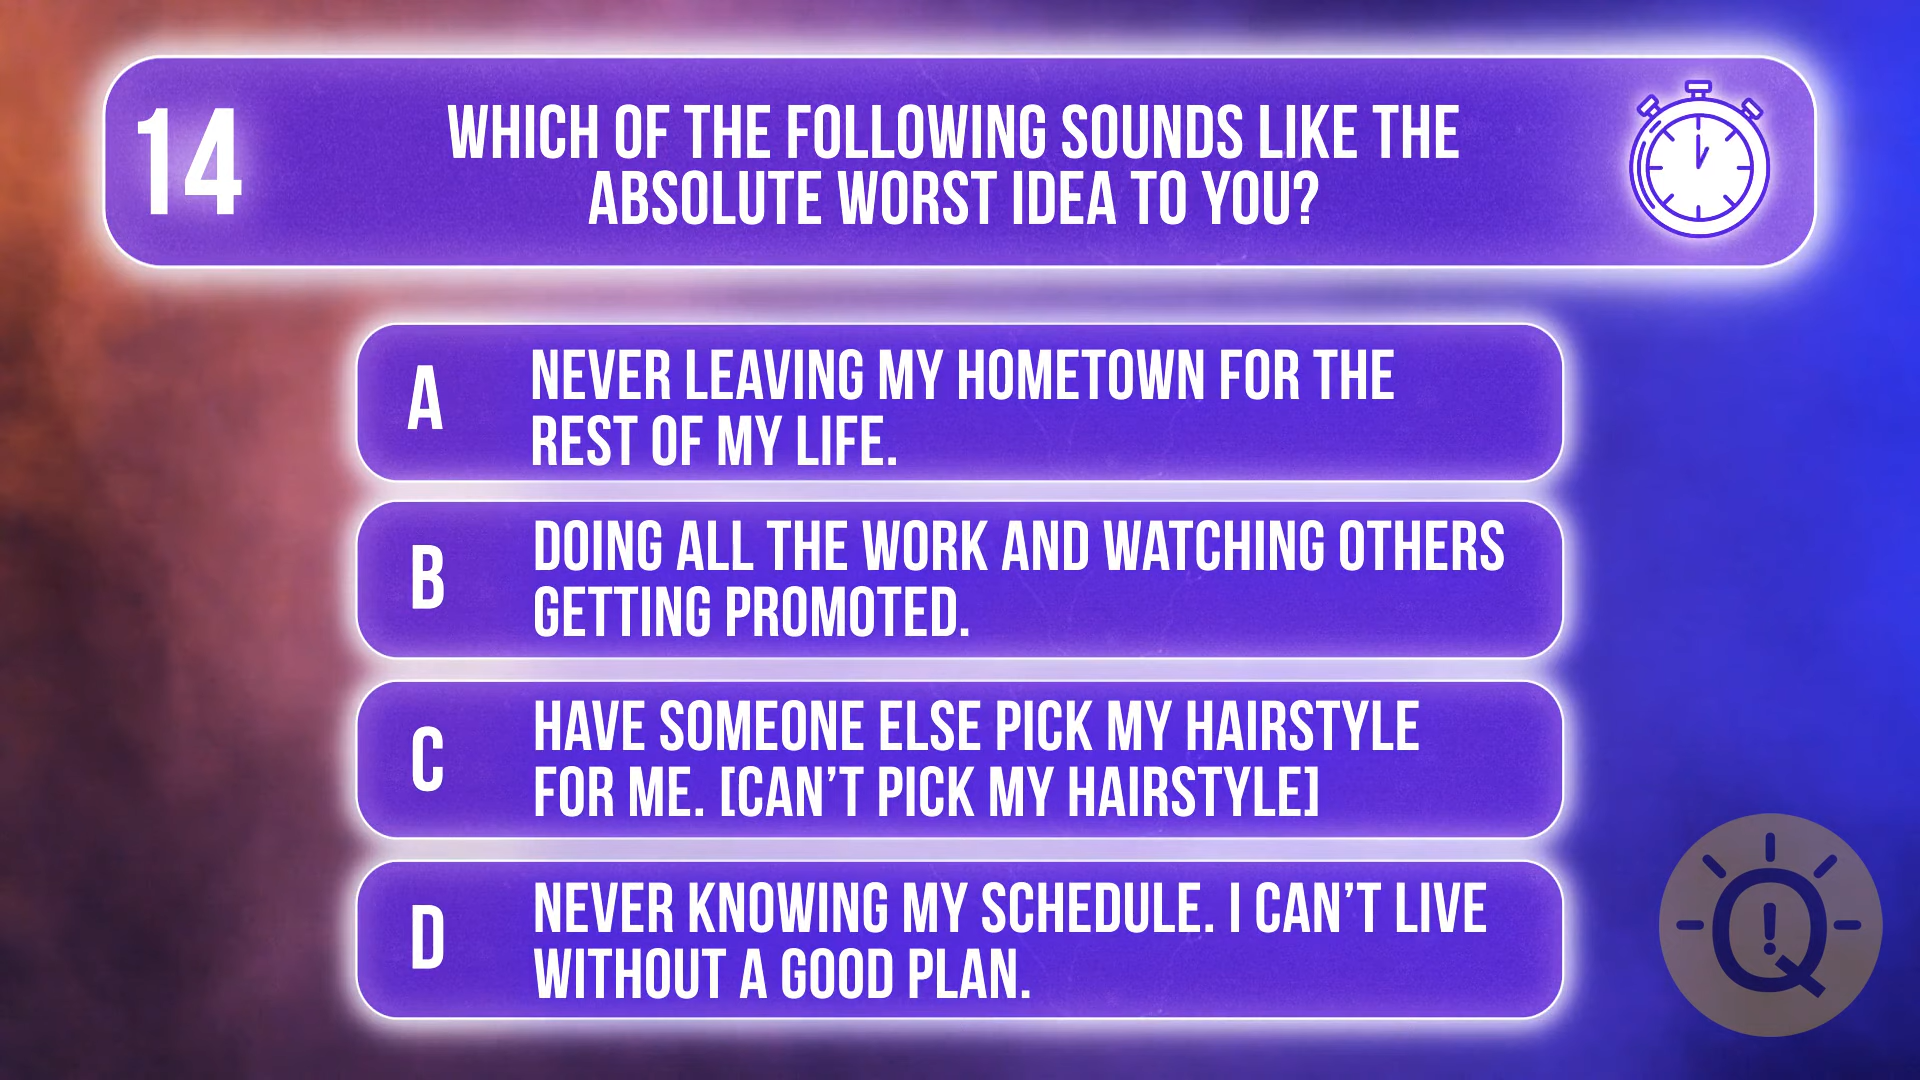 14
WHICH OF THE FOLLOWING SOUNDS LIKE THE
ABSOLUTE WORST IDEA TO YOU?
A
NEVER LEAVING MY HOMETOWN FOR THE
REST OF MY LIFE.
B
DOING ALL THE WORK AND WATCHING OTHERS
GETTING PROMOTED.
C
HAVE SOMEONE ELSE PICK MY HAIRSTYLE
FOR ME. [CAN'T PICK MY HAIRSTYLE]
D
NEVER KNOWING MY SCHEDULE. I CAN'T LIVE
WITHOUT A GOOD PLAN.
Q!